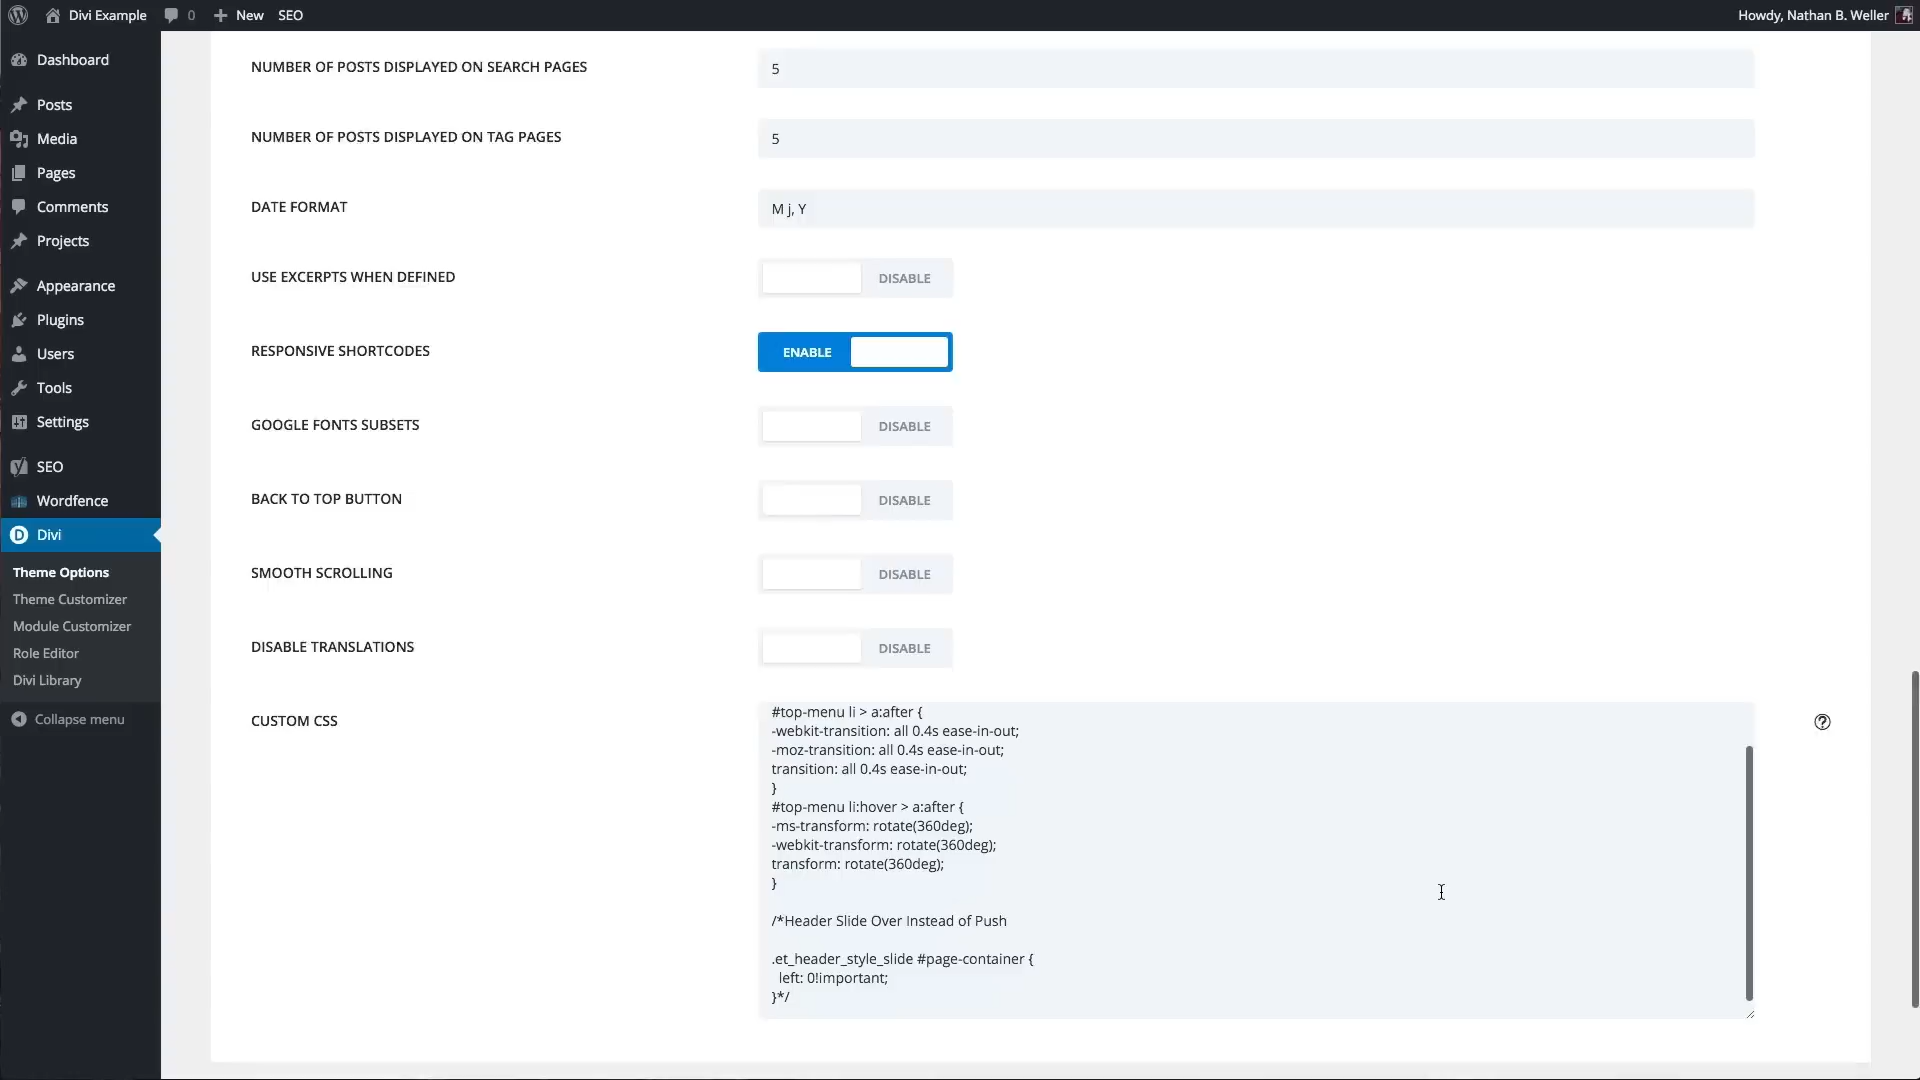 Divi Example
0
New
SEO
Howdy, Nathan B. Weller
Dashboard
Posts
Media
Pages
Comments
Projects
Appearance
Plugins
Users
Tools
Settings
SEO
Wordfence
Divi
Theme Options
Theme Customizer
Module Customizer
Role Editor
Divi Library
Collapse menu
NUMBER OF POSTS DISPLAYED ON SEARCH PAGES
5
NUMBER OF POSTS DISPLAYED ON TAG PAGES
5
DATE FORMAT
M j, Y
USE EXCERPTS WHEN DEFINED
DISABLE
RESPONSIVE SHORTCODES
ENABLE
GOOGLE FONTS SUBSETS
DISABLE
BACK TO TOP BUTTON
DISABLE
SMOOTH SCROLLING
DISABLE
DISABLE TRANSLATIONS
DISABLE
CUSTOM CSS
#top-menu li > a:after {
-webkit-transition: all 0.4s ease-in-out;
-moz-transition: all 0.4s ease-in-out;
transition: all 0.4s ease-in-out;
}
#top-menu li:hover > a:after {
-ms-transform: rotate(360deg);
-webkit-transform: rotate(360deg);
transform: rotate(360deg);
}
/*Header Slide Over Instead of Push
.et_header_style_slide #page-container {
left: 0!important;
}*/